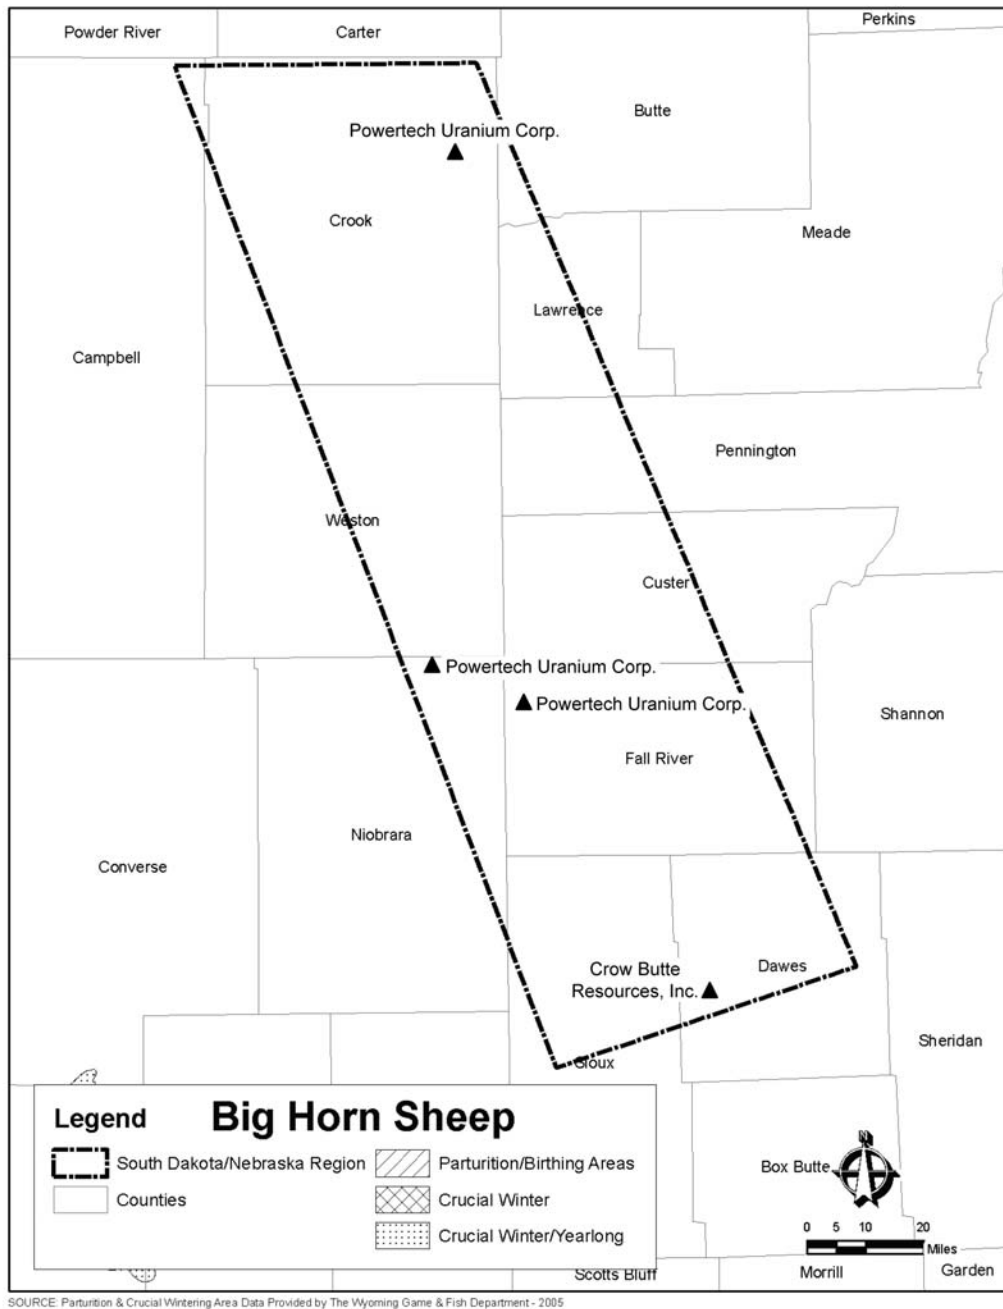 Powder River
Carter
Perkins
Butte
Powertech Uranium Corp.
Crook
Meade
Lawrence
Campbell
Pennington
Weston
Custer
Powertech Uranium Corp.
Powertech Uranium Corp.
Shannon
Fall River
Niobrara
Converse
Crow Butte
Resources, Inc.
Dawes
Sheridan
Sioux
Legend
Big Horn Sheep
South Dakota/Nebraska Region
Parturition/Birthing Areas
Counties
Crucial Winter
Crucial Winter/Yearlong
Box Butte
N
0 5 10 20
Miles
Scotts Bluff
Morrill
Garden
SOURCE: Parturition & Crucial Wintering Area Data Provided by The Wyoming Game & Fish Department - 2005